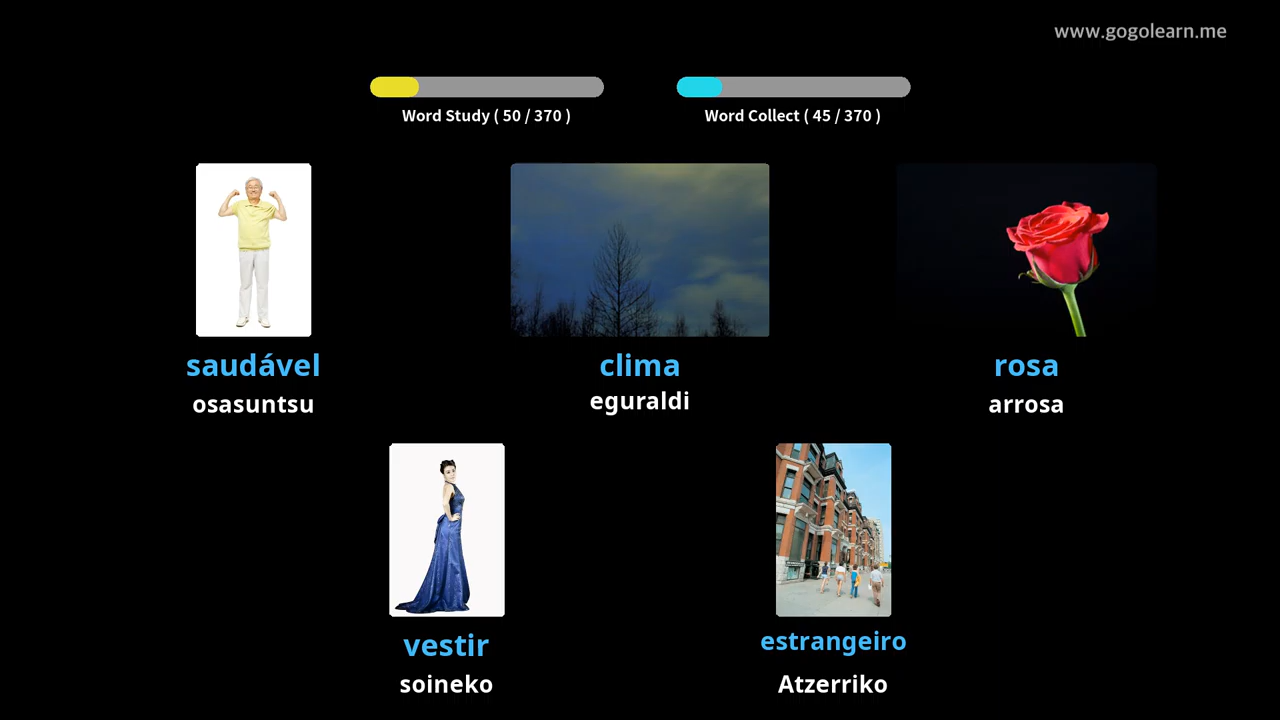 www.gogolearn.me
Word Study ( 50 / 370 )
Word Collect ( 45 / 370 )
saudável
osasuntsu
clima
eguraldi
rosa
arrosa
vestir
soineko
estrangeiro
Atzerriko